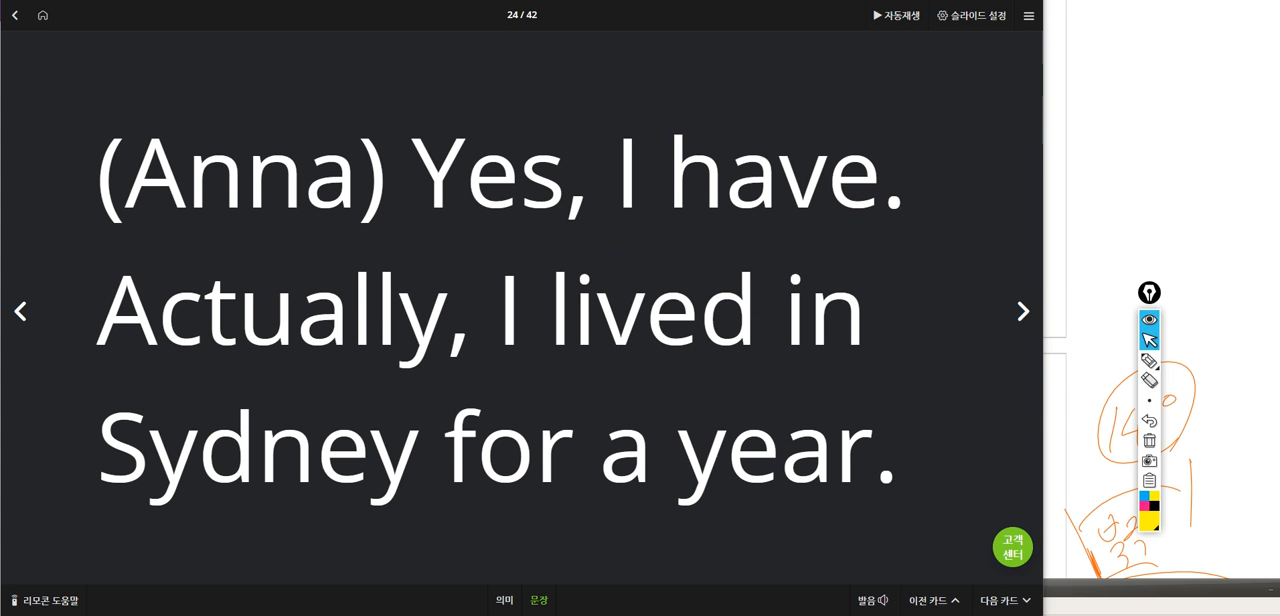 24 / 42
자동재생
슬라이드 설정
(Anna) Yes, I have.
Actually, I lived in
Sydney for a year.
고객
센터
리모콘 도움말
의미
문장
발음
이전 카드
다음 카드